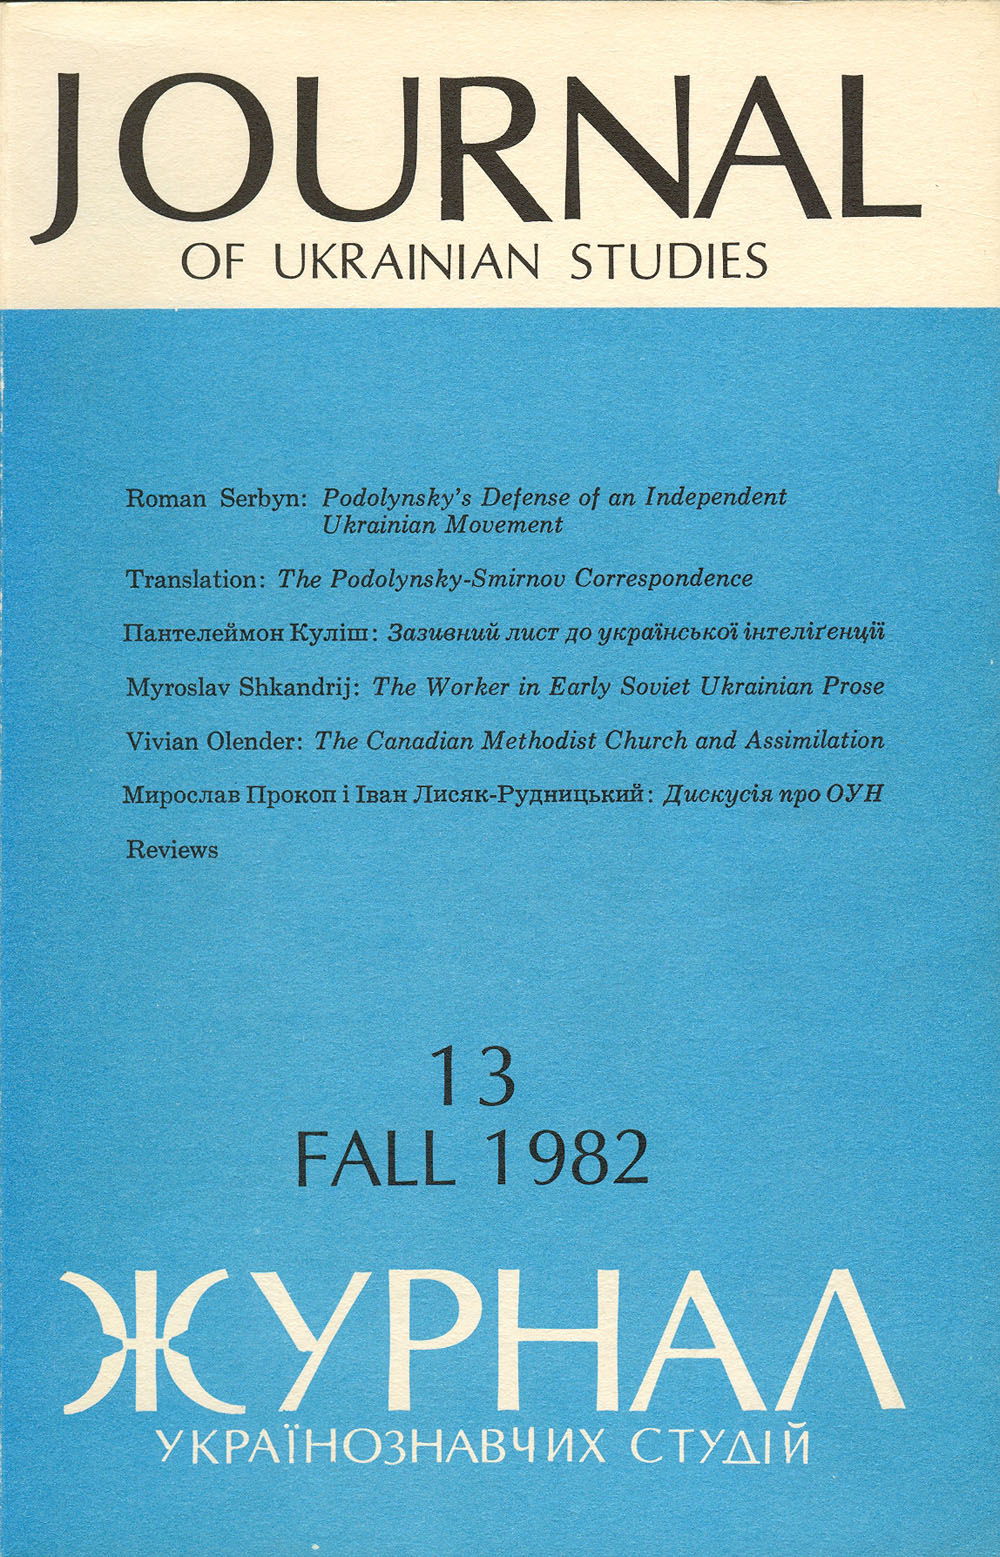 JOURNAL
OF UKRAINIAN STUDIES
Roman Serbyn: Podolynsky's Defense of an Independent
Ukrainian Movement
Translation: The Podolynsky-Smirnov Correspondence
Пантелеймон Куліш: Зазивний лист до української інтеліґенції
Myroslav Shkandrij: The Worker in Early Soviet Ukrainian Prose
Vivian Olender: The Canadian Methodist Church and Assimilation
Мирослав Прокоп і Іван Лисяк-Рудницький: Дискусія про ОУН
Reviews
13
FALL 1982
ЖУРНАЛ
УКРАЇНОЗНАВЧИХ СТУДІЙ